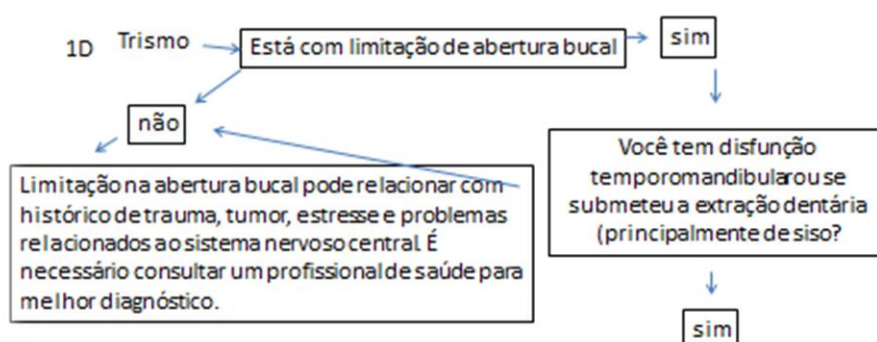 1D Trismo
Está com limitação de abertura bucal
sim
não
Você tem disfunção
temporomandibularou se
submeteu a extração dentária
(principalmente de siso?
Limitação na abertura bucal pode relacionar com
histórico de trauma, tumor, estresse e problemas
relacionados ao sistema nervoso central. É
necessário consultar um profissional de saúde para
melhor diagnóstico.
sim